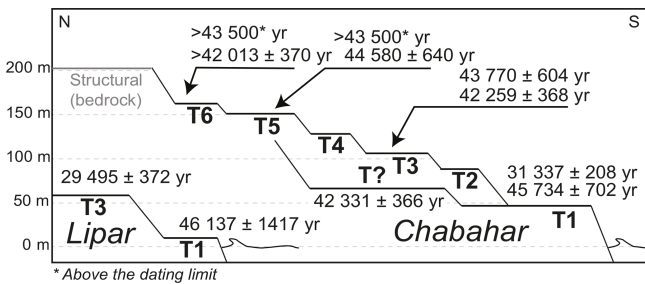 N S
>43 500* yr
>42 013 ± 370 yr
>43 500* yr
44 580 ± 640 yr
43 770 ± 604 yr
42 259 ± 368 yr
200 m
Structural
(bedrock)
150 m
T6
T5
T4
T3
100 m
T?
T2
29 495 ± 372 yr
31 337 ± 208 yr
45 734 ± 702 yr
42 331 ± 366 yr
50 m
T3
T1
46 137 ± 1417 yr
Lipar
Chabahar
0 m
T1
* Above the dating limit